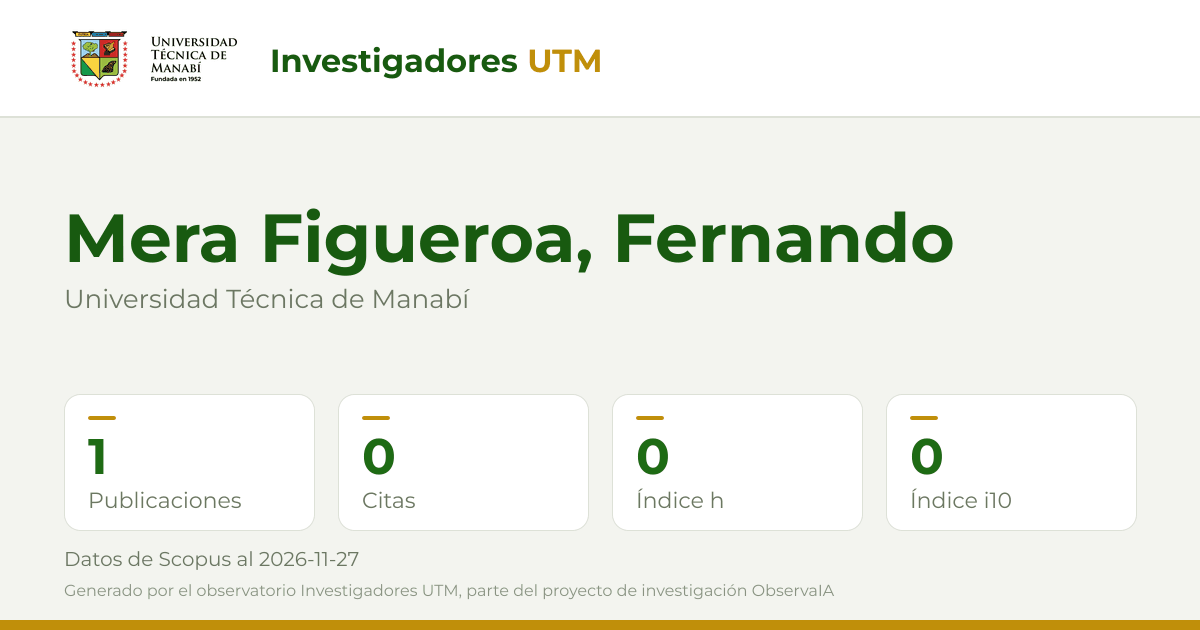 UNIVERSIDAD
TÉCNICA DE
MANABÍ
Fundada en 1952
Investigadores UTM
Mera Figueroa, Fernando
Universidad Técnica de Manabí
1
Publicaciones
0
Citas
0
Índice h
0
Índice i10
Datos de Scopus al 2026-11-27
Generado por el observatorio Investigadores UTM, parte del proyecto de investigación ObservaIA